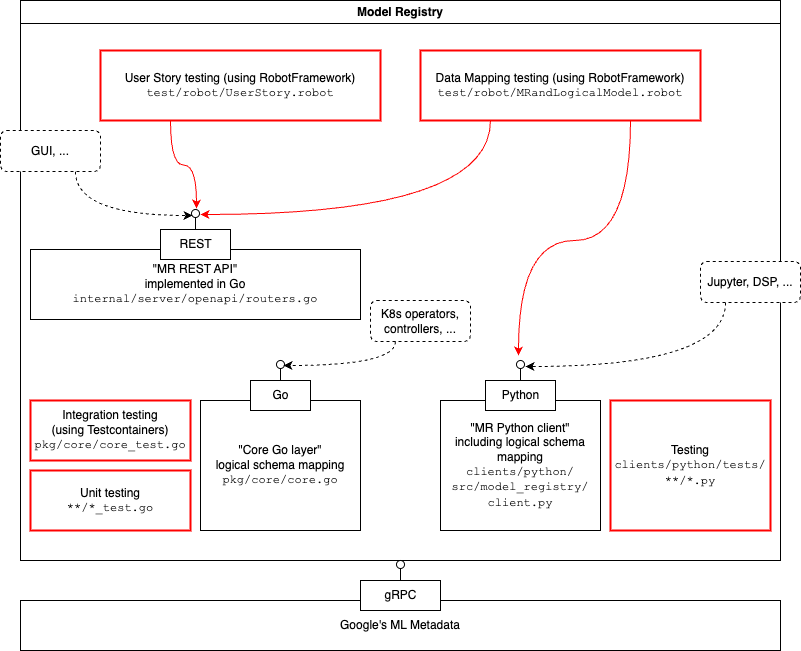 Model Registry
User Story testing (using RobotFramework)
test/robot/UserStory.robot
Data Mapping testing (using RobotFramework)
test/robot/MRandLogicalModel.robot
GUI, ...
REST
"MR REST API"
implemented in Go
internal/server/openapi/routers.go
Jupyter, DSP, ...
K8s operators,
controllers, ...
Go
Python
Integration testing
(using Testcontainers)
pkg/core/core_test.go
Unit testing
**/*_test.go
"Core Go layer"
logical schema mapping
pkg/core/core.go
"MR Python client"
including logical schema
mapping
clients/python/
src/model_registry/
client.py
Testing
clients/python/tests/
**/*.py
gRPC
Google's ML Metadata